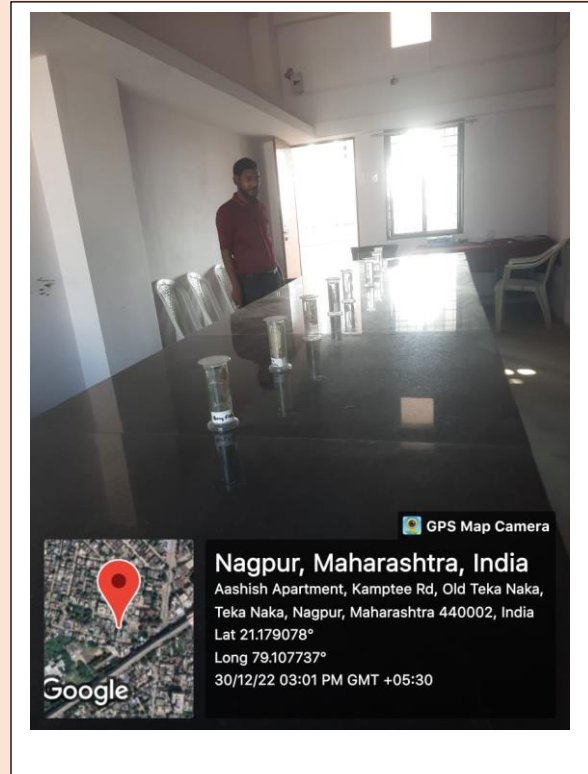 GPS Map Camera
Nagpur, Maharashtra, India
Aashish Apartment, Kamptee Rd, Old Teka Naka,
Teka Naka, Nagpur, Maharashtra 440002, India
Lat 21.179078°
Long 79.107737°
30/12/22 03:01 PM GMT +05:30
Google